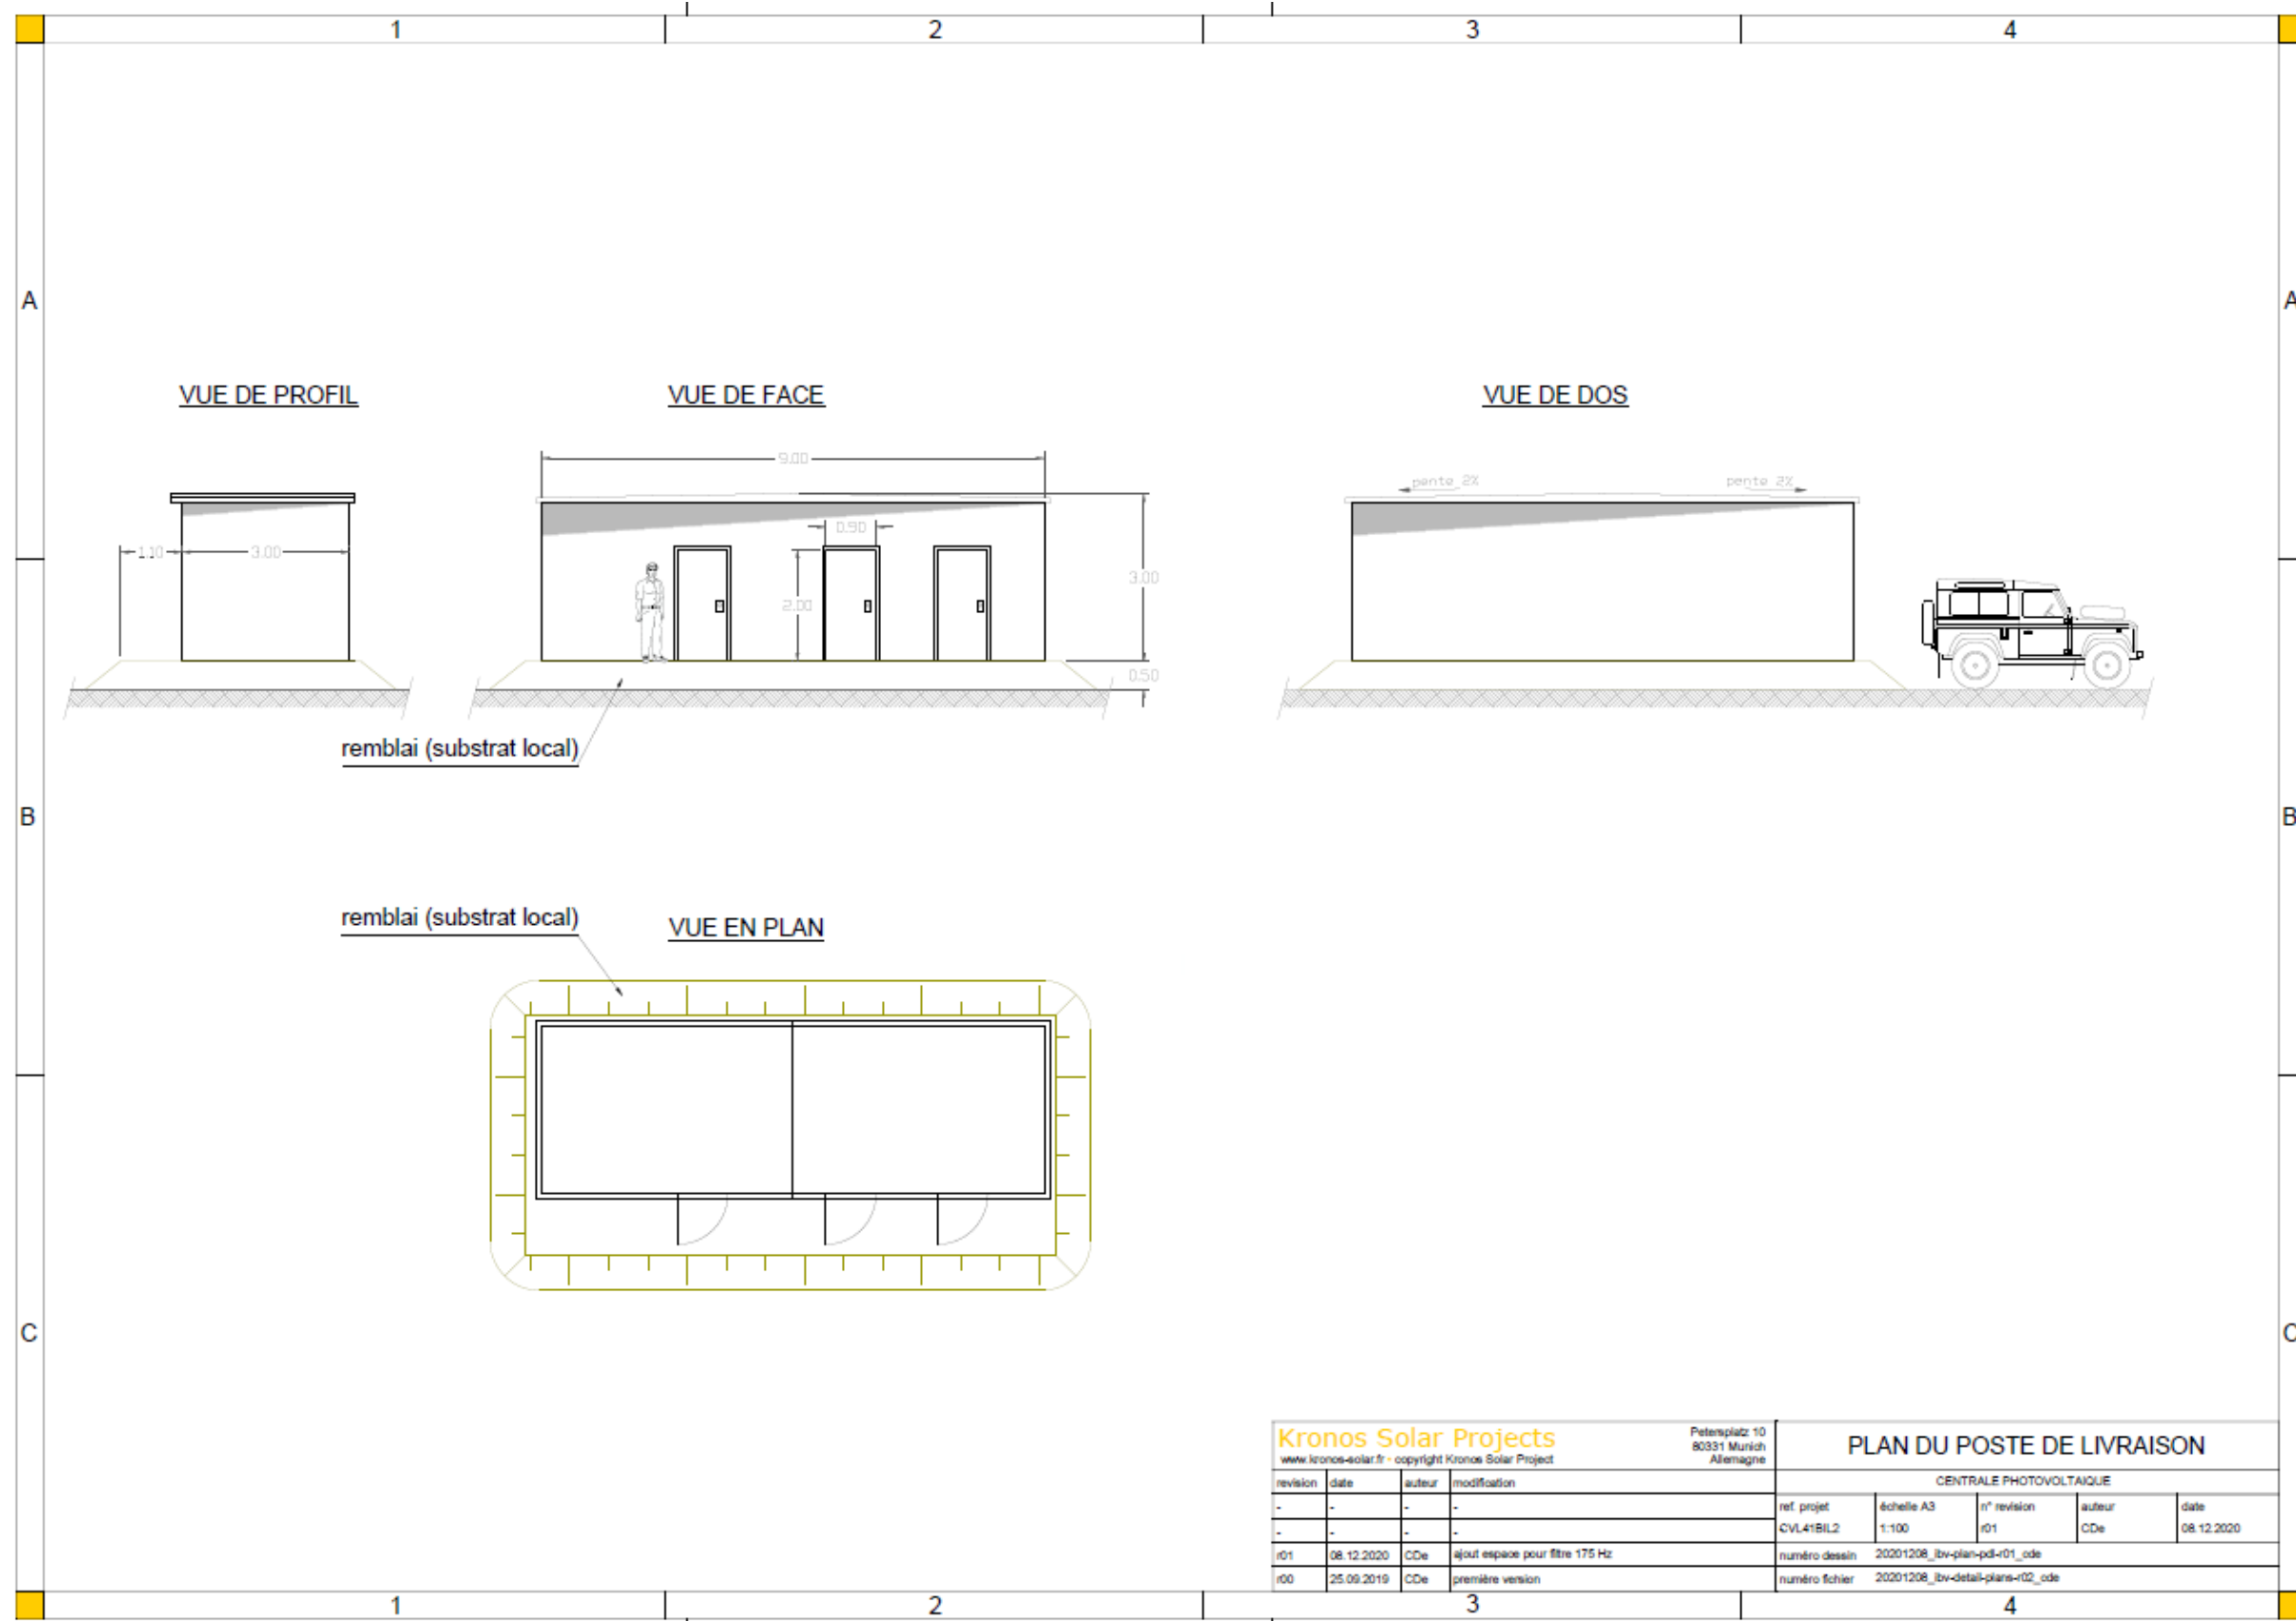 1 2 3 4
A A
VUE DE PROFIL VUE DE FACE VUE DE DOS
9.00
pente 2% pente 2%
0.90
1.10 3.00
3.00
2.00
0.50
remblai (substrat local)
B B
remblai (substrat local)
VUE EN PLAN
C C
Kronos Solar Projects
www.kronos-solar.fr - copyright Kronos Solar Project
Petersplatz 10
80331 Munich
Allemagne
PLAN DU POSTE DE LIVRAISON
CENTRALE PHOTOVOLTAIQUE
revision date auteur modification
- - - -
- - - -
r01 08.12.2020 CDe ajout espace pour filtre 175 Hz
r00 25.09.2019 CDe première version
ref. projet échelle A3 n° revision auteur date
CVL41BIL2 1:100 r01 CDe 08.12.2020
numéro dessin 20201208_ibv-plan-pdl-r01_cde
numéro fichier 20201208_ibv-detail-plans-r02_cde
1 2 3 4